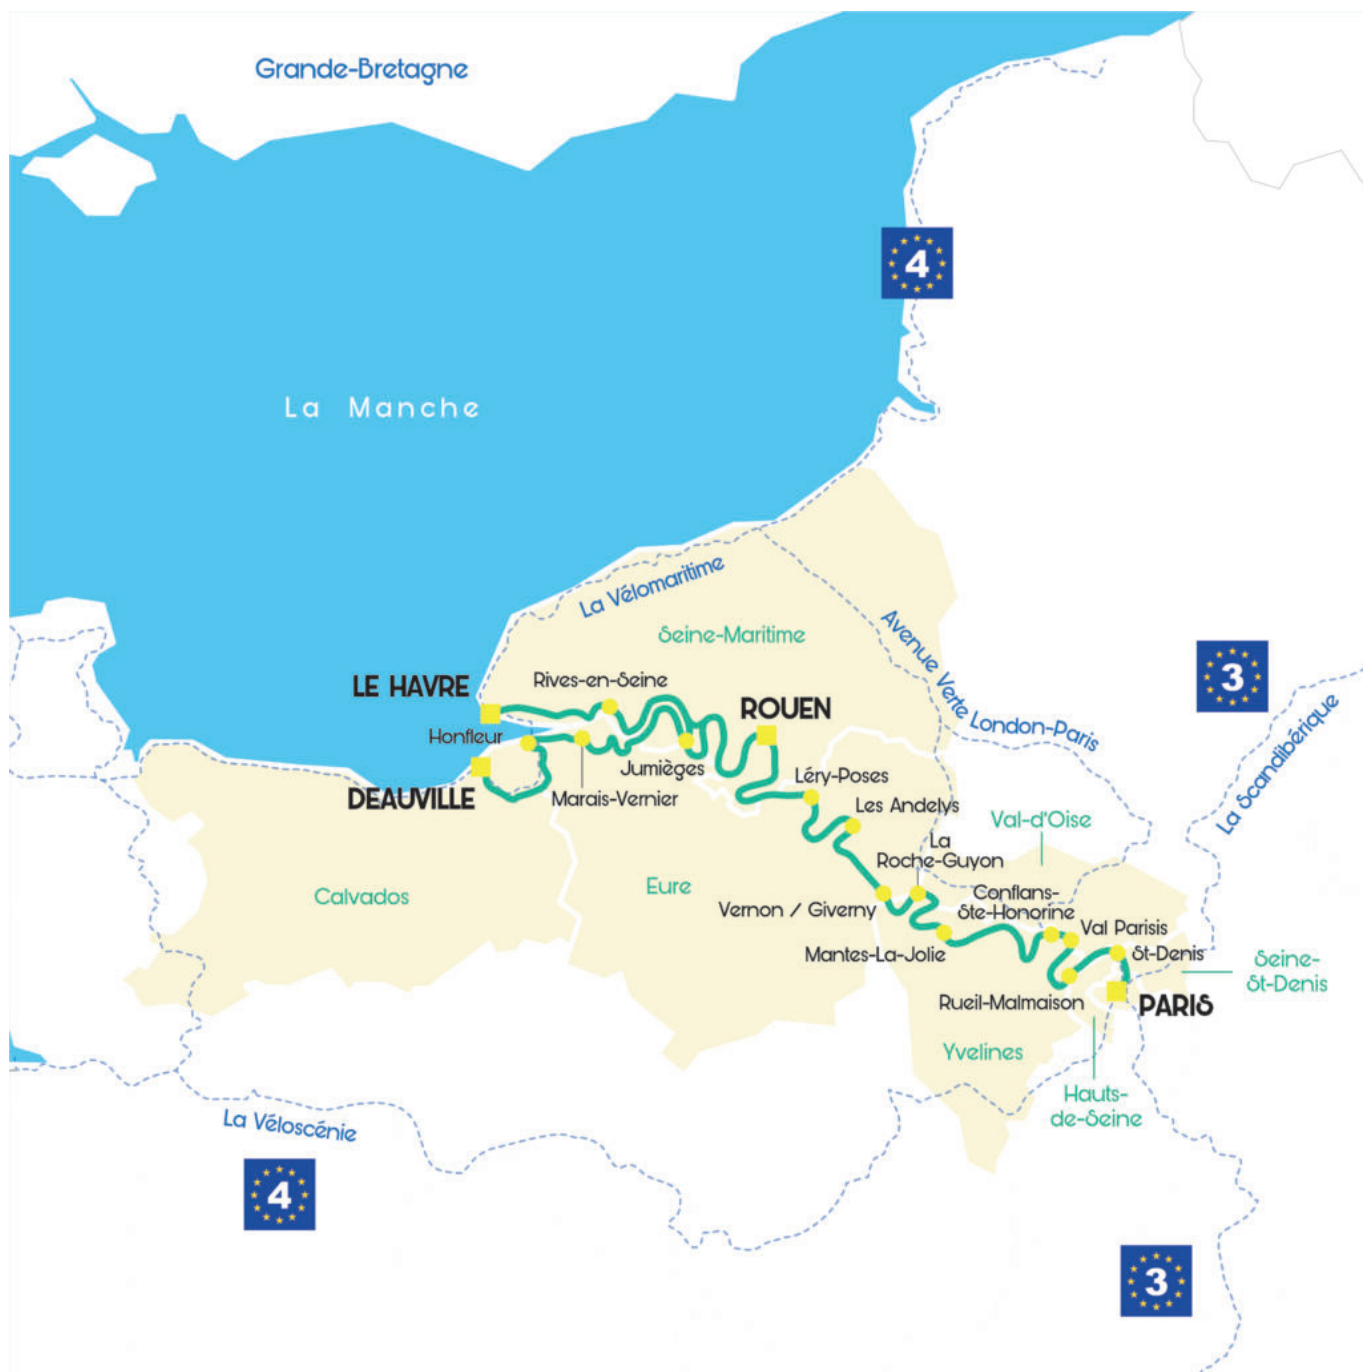 Grande-Bretagne
4
La Manche
La Vélomaritime
Seine-Maritime
Avenue Verte London-Paris
3
La Scandibérique
Rives-en-Seine
LE HAVRE
ROUEN
Honfleur
Jumièges
Léry-Poses
DEAUVILLE
Marais-Vernier
Les Andelys
Val-d'Oise
La
Roche-Guyon
Calvados
Eure
Conflans-
Ste-Honorine
Vernon / Giverny
Val Parisis
Mantes-La-Jolie
St-Denis
Seine-
St-Denis
Rueil-Malmaison
PARIS
Yvelines
Hauts-
de-Seine
La Véloscénie
4
3